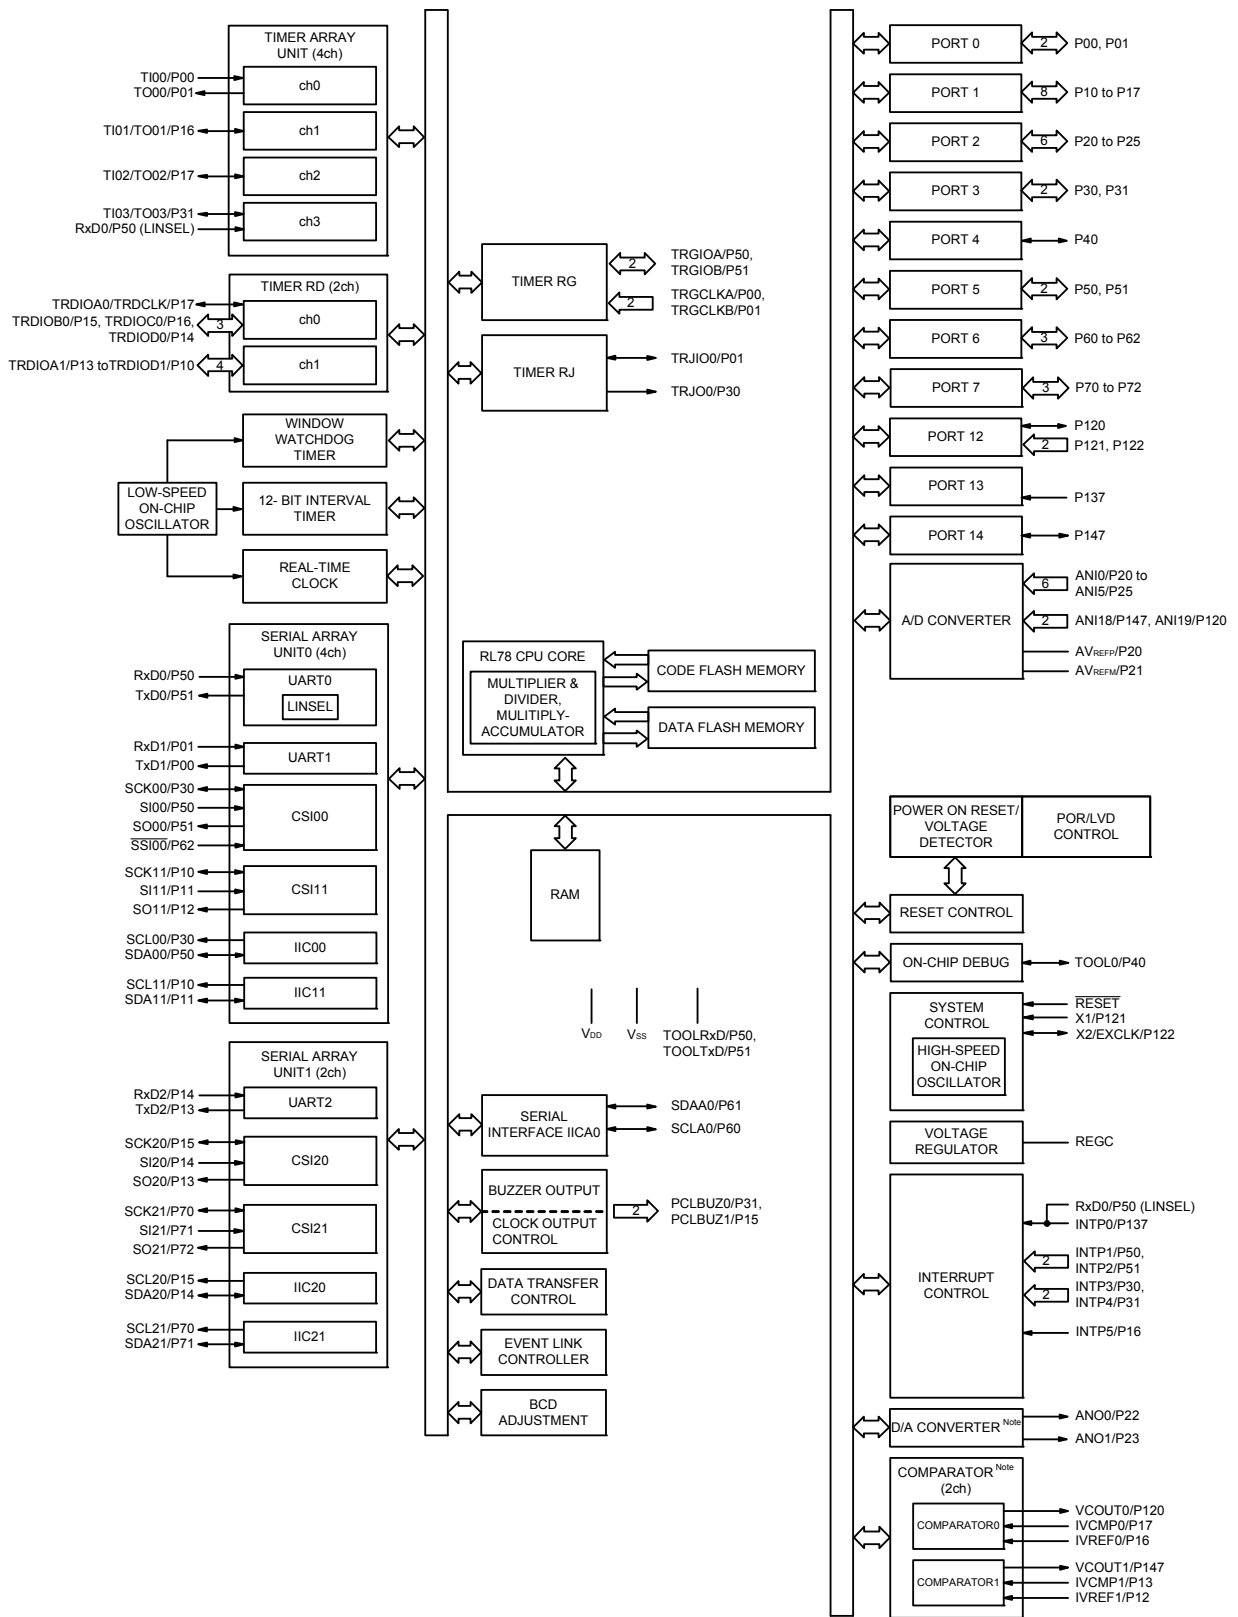 TIMER ARRAY
UNIT (4ch)
TI00/P00
TO00/P01
ch0
TI01/TO01/P16
ch1
TI02/TO02/P17
ch2
TI03/TO03/P31
RxD0/P50 (LINSEL)
ch3
TIMER RD (2ch)
TRDIOA0/TRDCLK/P17
TRDIOB0/P15, TRDIOC0/P16,
TRDIOD0/P14
3
ch0
TRDIOA1/P13 toTRDIOD1/P10
4
ch1
WINDOW
WATCHDOG
TIMER
LOW-SPEED
ON-CHIP
OSCILLATOR
12- BIT INTERVAL
TIMER
REAL-TIME
CLOCK
SERIAL ARRAY
UNIT0 (4ch)
RxD0/P50
TxD0/P51
UART0
LINSEL
RxD1/P01
TxD1/P00
UART1
SCK00/P30
SI00/P50
SO00/P51
SSI00/P62
CSI00
SCK11/P10
SI11/P11
SO11/P12
CSI11
SCL00/P30
SDA00/P50
IIC00
SCL11/P10
SDA11/P11
IIC11
SERIAL ARRAY
UNIT1 (2ch)
RxD2/P14
TxD2/P13
UART2
SCK20/P15
SI20/P14
SO20/P13
CSI20
SCK21/P70
SI21/P71
SO21/P72
CSI21
SCL20/P15
SDA20/P14
IIC20
SCL21/P70
SDA21/P71
IIC21
TIMER RG
2
TRGIOA/P50,
TRGIOB/P51
2
TRGCLKA/P00,
TRGCLKB/P01
TIMER RJ
TRJIO0/P01
TRJO0/P30
RL78 CPU CORE
MULTIPLIER &
DIVIDER,
MULITIPLY-
ACCUMULATOR
CODE FLASH MEMORY
DATA FLASH MEMORY
RAM
VDD
VSS
TOOLRxD/P50,
TOOLTxD/P51
SERIAL
INTERFACE IICA0
SDAA0/P61
SCLA0/P60
BUZZER OUTPUT
CLOCK OUTPUT
CONTROL
2
PCLBUZ0/P31,
PCLBUZ1/P15
DATA TRANSFER
CONTROL
EVENT LINK
CONTROLLER
BCD
ADJUSTMENT
PORT 0
2
P00, P01
PORT 1
8
P10 to P17
PORT 2
6
P20 to P25
PORT 3
2
P30, P31
PORT 4
P40
PORT 5
2
P50, P51
PORT 6
3
P60 to P62
PORT 7
3
P70 to P72
PORT 12
P120
2
P121, P122
PORT 13
P137
PORT 14
P147
A/D CONVERTER
6
ANI0/P20 to
ANI5/P25
2
ANI18/P147, ANI19/P120
AVREFP/P20
AVREFM/P21
POWER ON RESET/
VOLTAGE
DETECTOR
POR/LVD
CONTROL
RESET CONTROL
ON-CHIP DEBUG
TOOL0/P40
SYSTEM
CONTROL
HIGH-SPEED
ON-CHIP
OSCILLATOR
RESET
X1/P121
X2/EXCLK/P122
VOLTAGE
REGULATOR
REGC
INTERRUPT
CONTROL
RxD0/P50 (LINSEL)
INTP0/P137
2
INTP1/P50,
INTP2/P51
2
INTP3/P30,
INTP4/P31
INTP5/P16
D/A CONVERTER Note
ANO0/P22
ANO1/P23
COMPARATOR Note
(2ch)
COMPARATOR0
VCOUT0/P120
IVCMP0/P17
IVREF0/P16
COMPARATOR1
VCOUT1/P147
IVCMP1/P13
IVREF1/P12